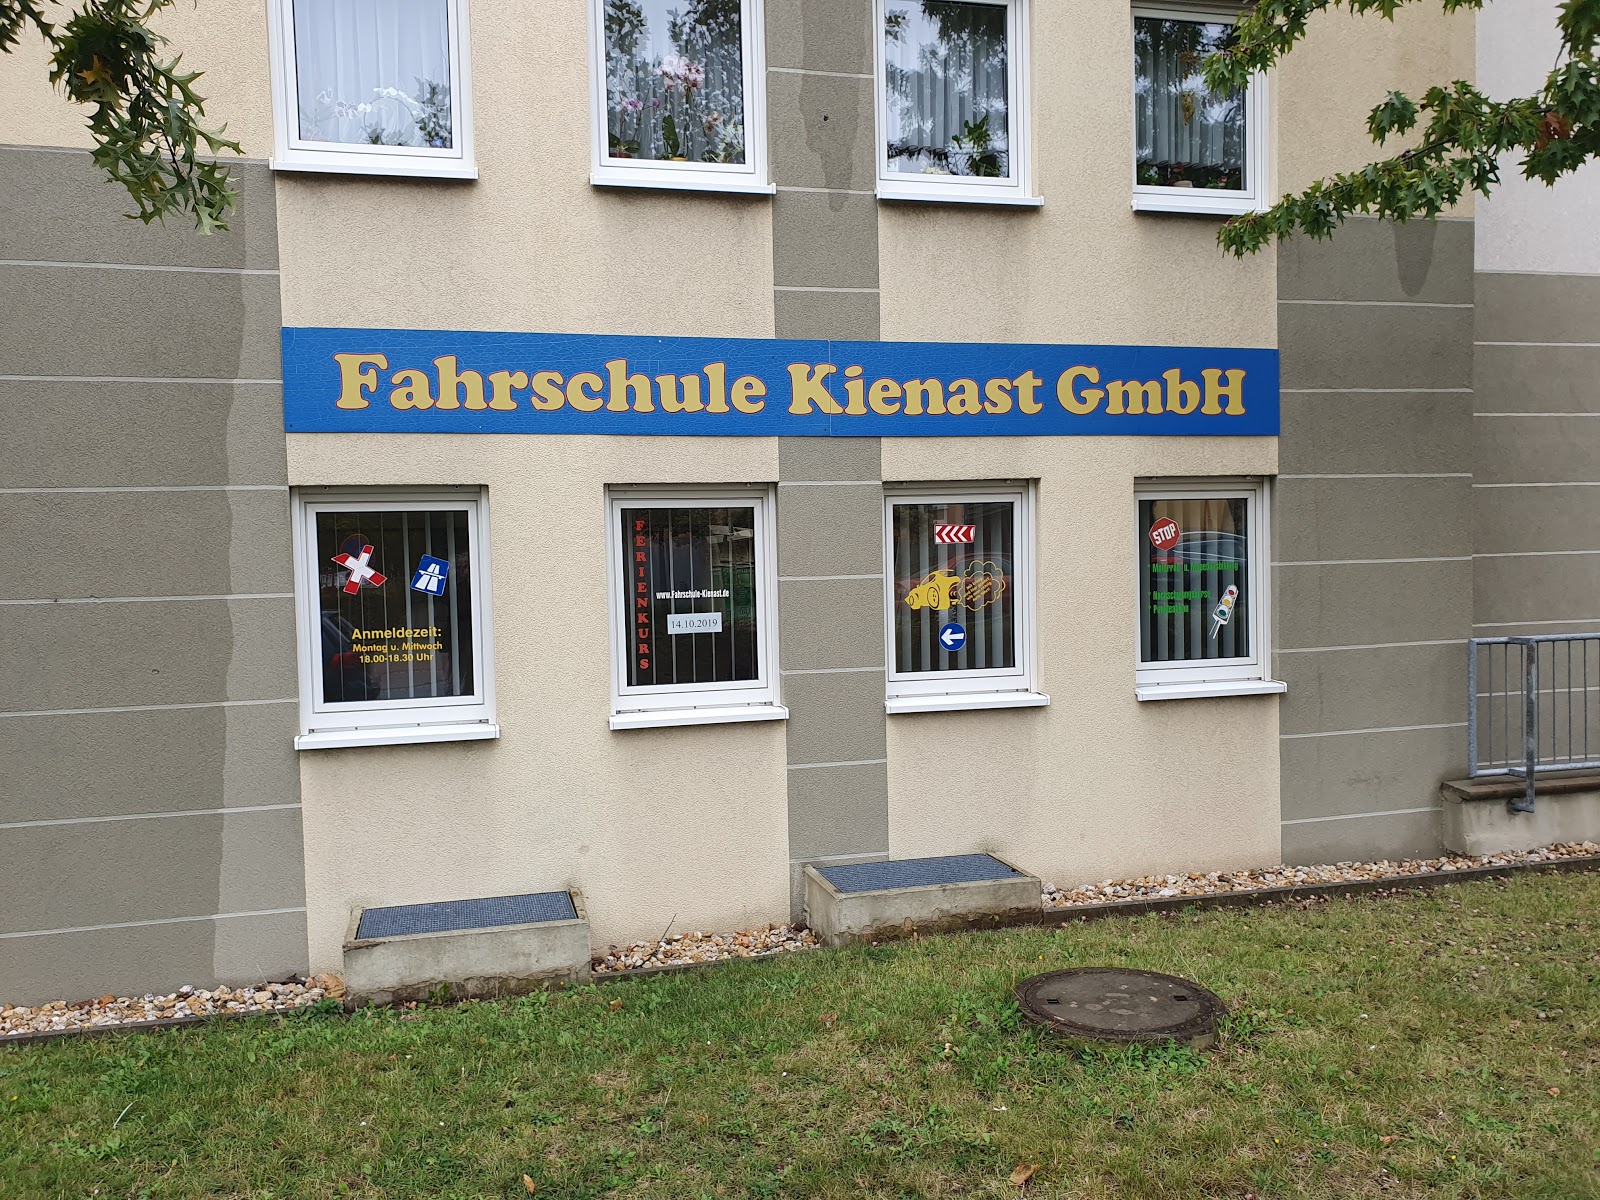 Fahrschule Kienast GmbH
Anmeldezeit:
Montag u. Mittwoch
18.00-18.30 Uhr
FERIENKURS
www.Fahrschule-Kienast.de
14.10.2019
STOP